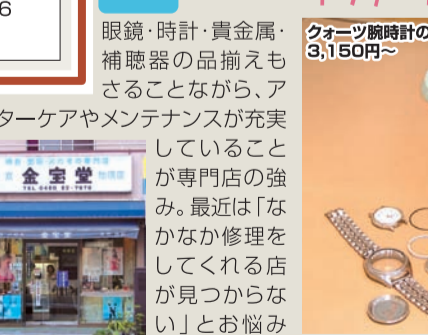 6
眼鏡・時計・貴金属・
補聴器の品揃えも
さることながら、ア
ターケアやメンテナンスが充実
していること
が専門店の強
み。最近は「な
かなか修理を
してくれる店
が見つからな
い」とお悩み
金宝堂
クォーツ腕時計の
3,150円～